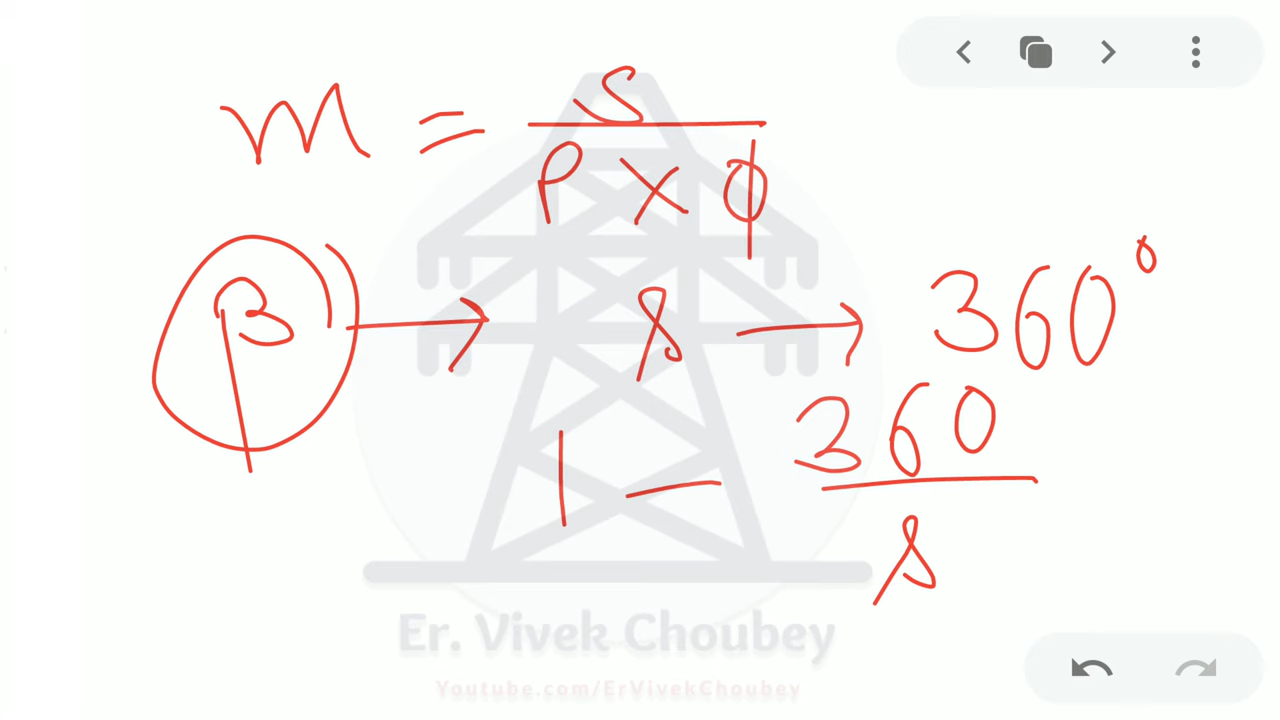 m = S / P × φ
β → s → 360°
1 — 360 / s
Er. Vivek Choubey
Youtube.com/ErVivekChoubey